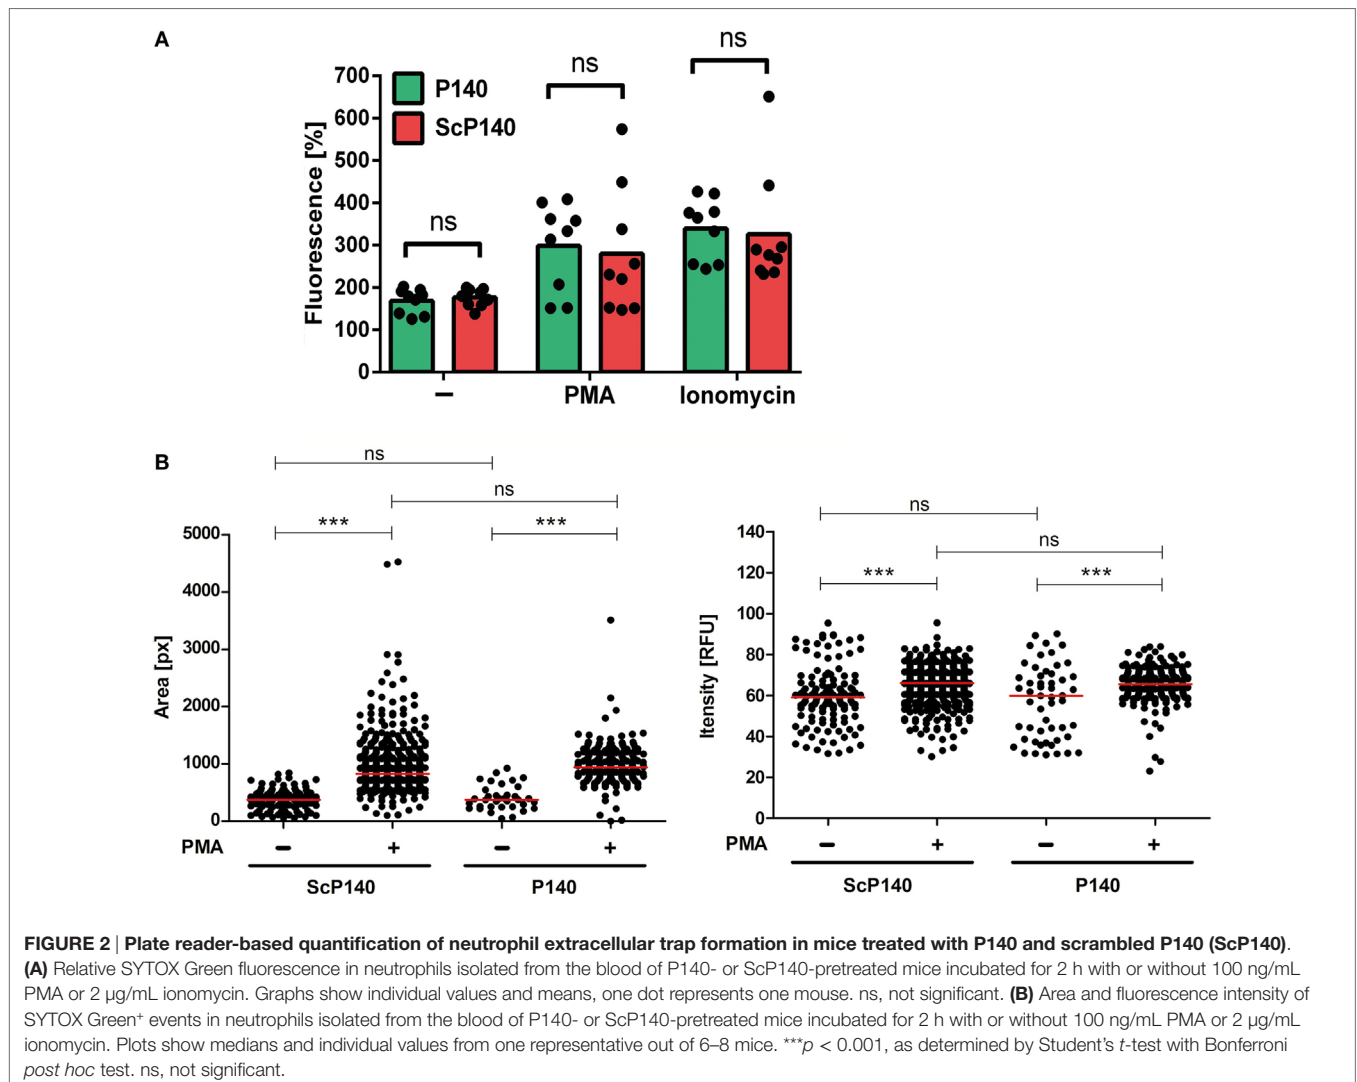 A
ns
ns
ns
700
600
500
400
300
200
100
0
Fluorescence [%]
P140
ScP140
–
PMA
Ionomycin
B
ns
ns
***
***
5000
4000
3000
2000
1000
0
Area [px]
PMA
–
+
–
+
ScP140
P140
ns
ns
***
***
140
120
100
80
60
40
20
0
Itensity [RFU]
PMA
–
+
–
+
ScP140
P140
FIGURE 2 | Plate reader-based quantification of neutrophil extracellular trap formation in mice treated with P140 and scrambled P140 (ScP140).
(A) Relative SYTOX Green fluorescence in neutrophils isolated from the blood of P140- or ScP140-pretreated mice incubated for 2 h with or without 100 ng/mL
PMA or 2 µg/mL ionomycin. Graphs show individual values and means, one dot represents one mouse. ns, not significant. (B) Area and fluorescence intensity of
SYTOX Green⁺ events in neutrophils isolated from the blood of P140- or ScP140-pretreated mice incubated for 2 h with or without 100 ng/mL PMA or 2 µg/mL
ionomycin. Plots show medians and individual values from one representative out of 6–8 mice. ***p < 0.001, as determined by Student's t-test with Bonferroni
post hoc test. ns, not significant.